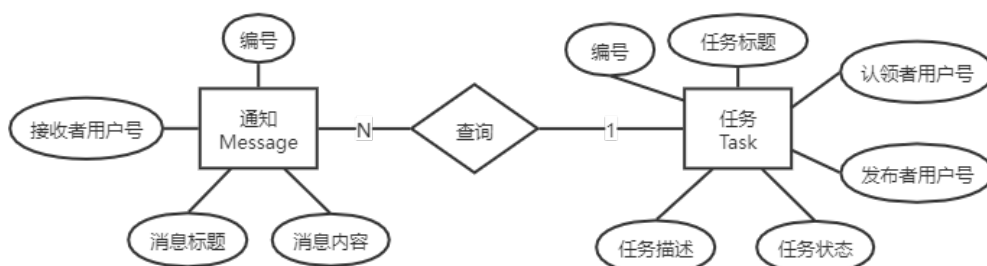 编号
接收者用户号
通知
Message
消息标题
消息内容
N
查询
1
编号
任务标题
认领者用户号
任务
Task
发布者用户号
任务描述
任务状态